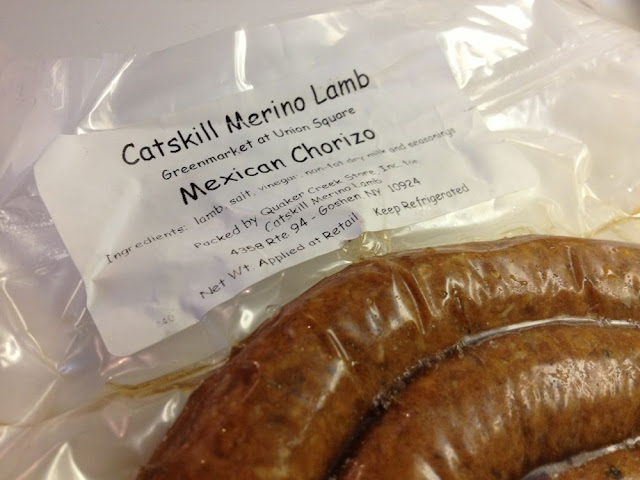 Catskill Merino Lamb
Greenmarket at Union Square
Mexican Chorizo
Ingredients: lamb, salt, vinegar, non-fat dry milk and seasonings
Packed by Quaker Creek Store, Inc. for
Catskill Merino Lamb
4358 Rte 94 - Goshen NY 10924
Net Wt. Applied at Retail Keep Refrigerated